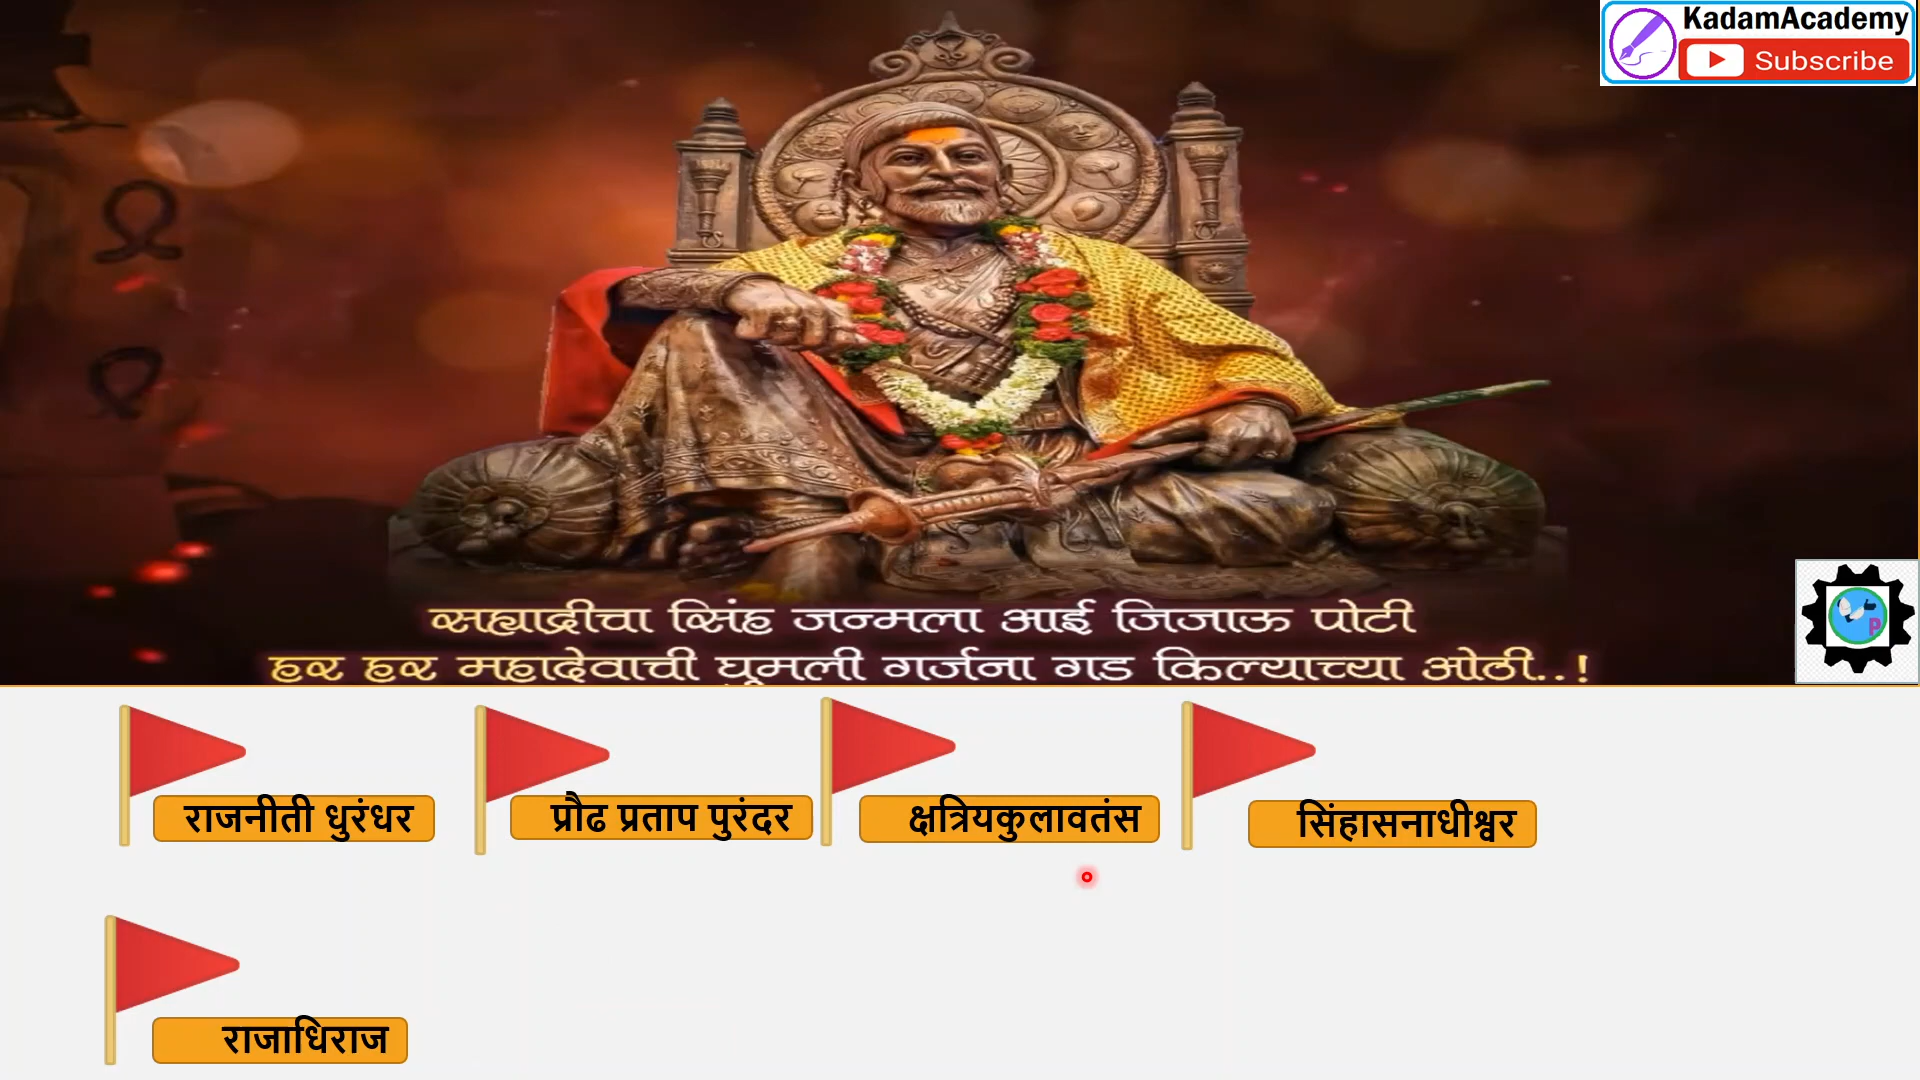 KadamAcademy
Subscribe
सह्याद्रीचा सिंह जन्मला आई जिजाऊ पोटी
हर हर महादेवाची घूमली गर्जना गड किल्याच्या ओठी..!
P
राजनीती धुरंधर
प्रौढ प्रताप पुरंदर
क्षत्रियकुलावतंस
सिंहासनाधीश्वर
राजाधिराज